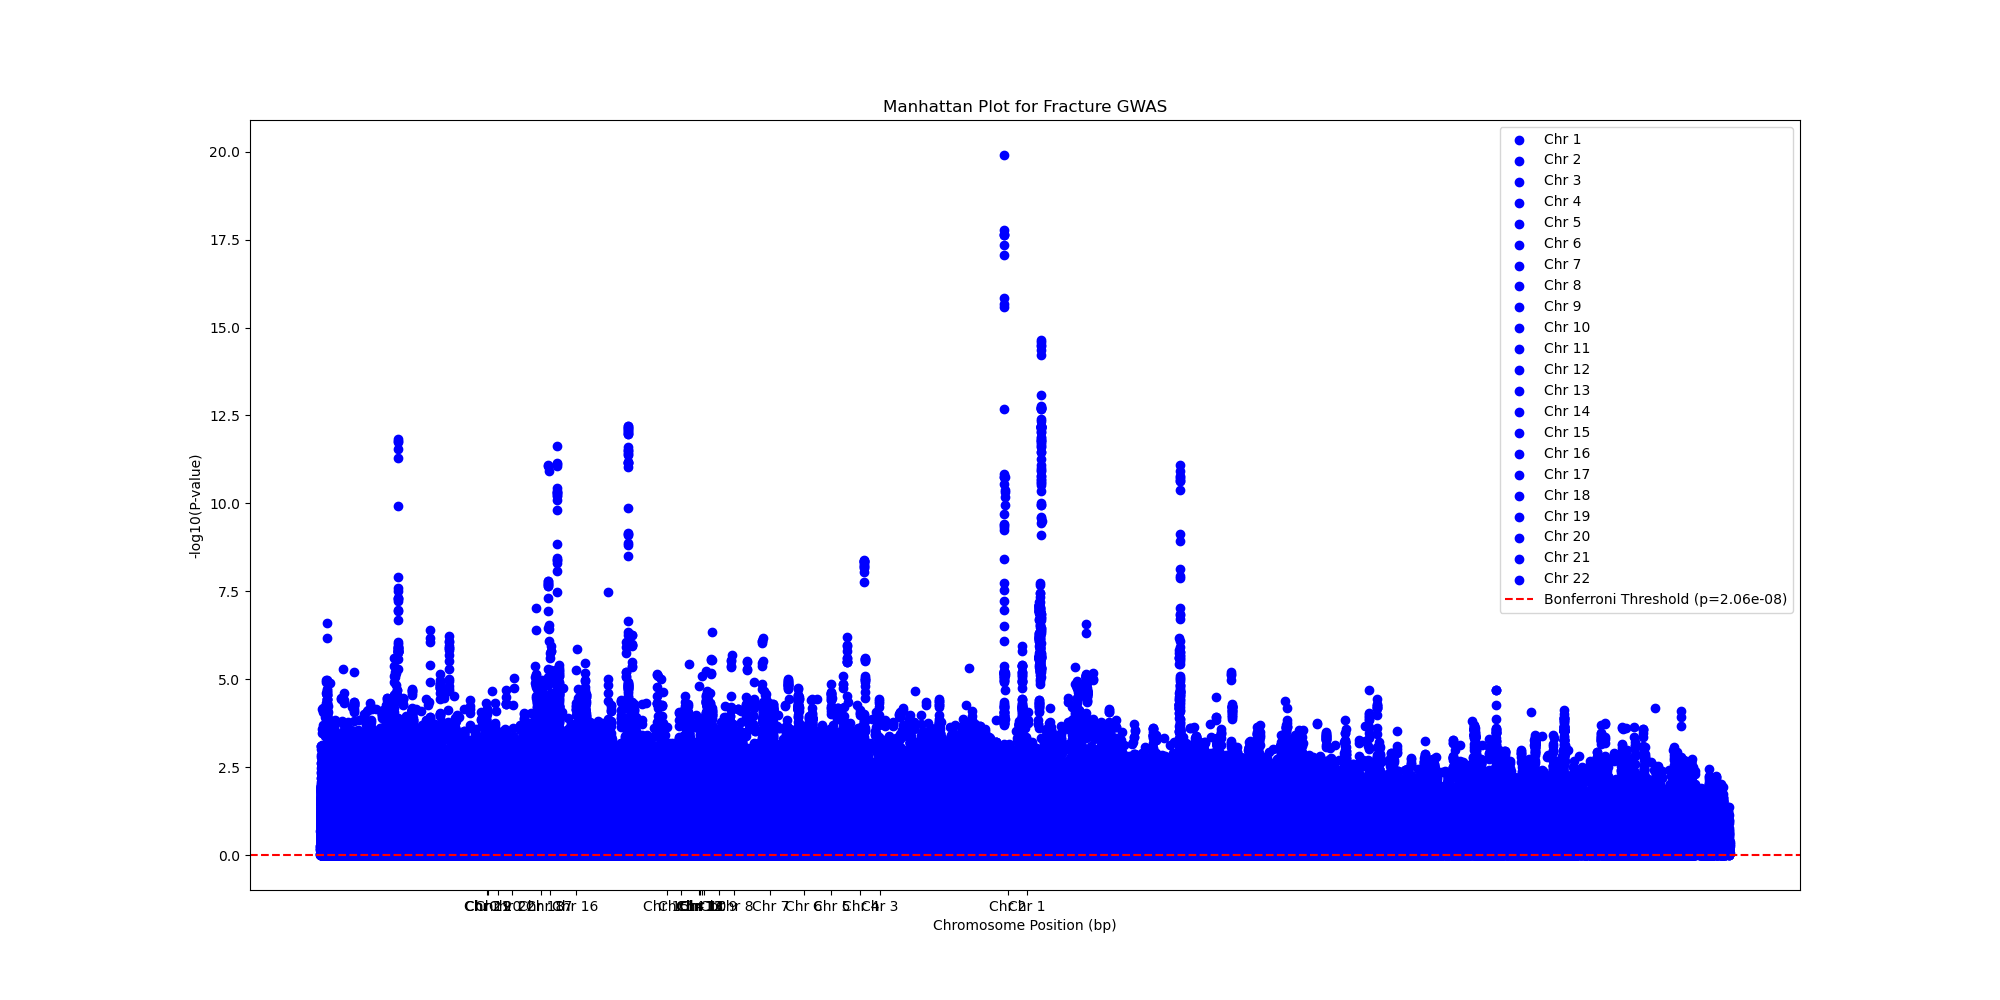 Manhattan Plot for Fracture GWAS
20.0
17.5
15.0
12.5
10.0
7.5
5.0
2.5
0.0
-log10(P-value)
Chr 1
Chr 2
Chr 3
Chr 4
Chr 5
Chr 6
Chr 7
Chr 8
Chr 9
Chr 10
Chr 11
Chr 12
Chr 13
Chr 14
Chr 15
Chr 16
Chr 17
Chr 18
Chr 19
Chr 20
Chr 21
Chr 22
Bonferroni Threshold (p=2.06e-08)
Chr 16 Chr 8 Chr 7 Chr 6 Chr 5 Chr 4 Chr 3 Chr 2 Chr 1
Chromosome Position (bp)